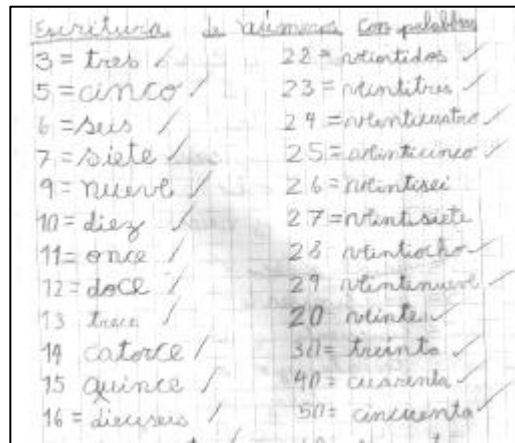 Escritura de números con palabras
3 = tres
5 = cinco
6 = seis
7 = siete
9 = nueve
10 = diez
11 = once
12 = doce
13 trece
14 catorce
15 quince
16 = dieciseis
22 = veintidos
23 = veintitres
24 = veinticuatro
25 = veinticinco
26 = veintisei
27 = veintisiete
28 = veintiocho
29 veintinueve
20 = veinte
30 = treinta
40 = cuarenta
50 = cincuenta